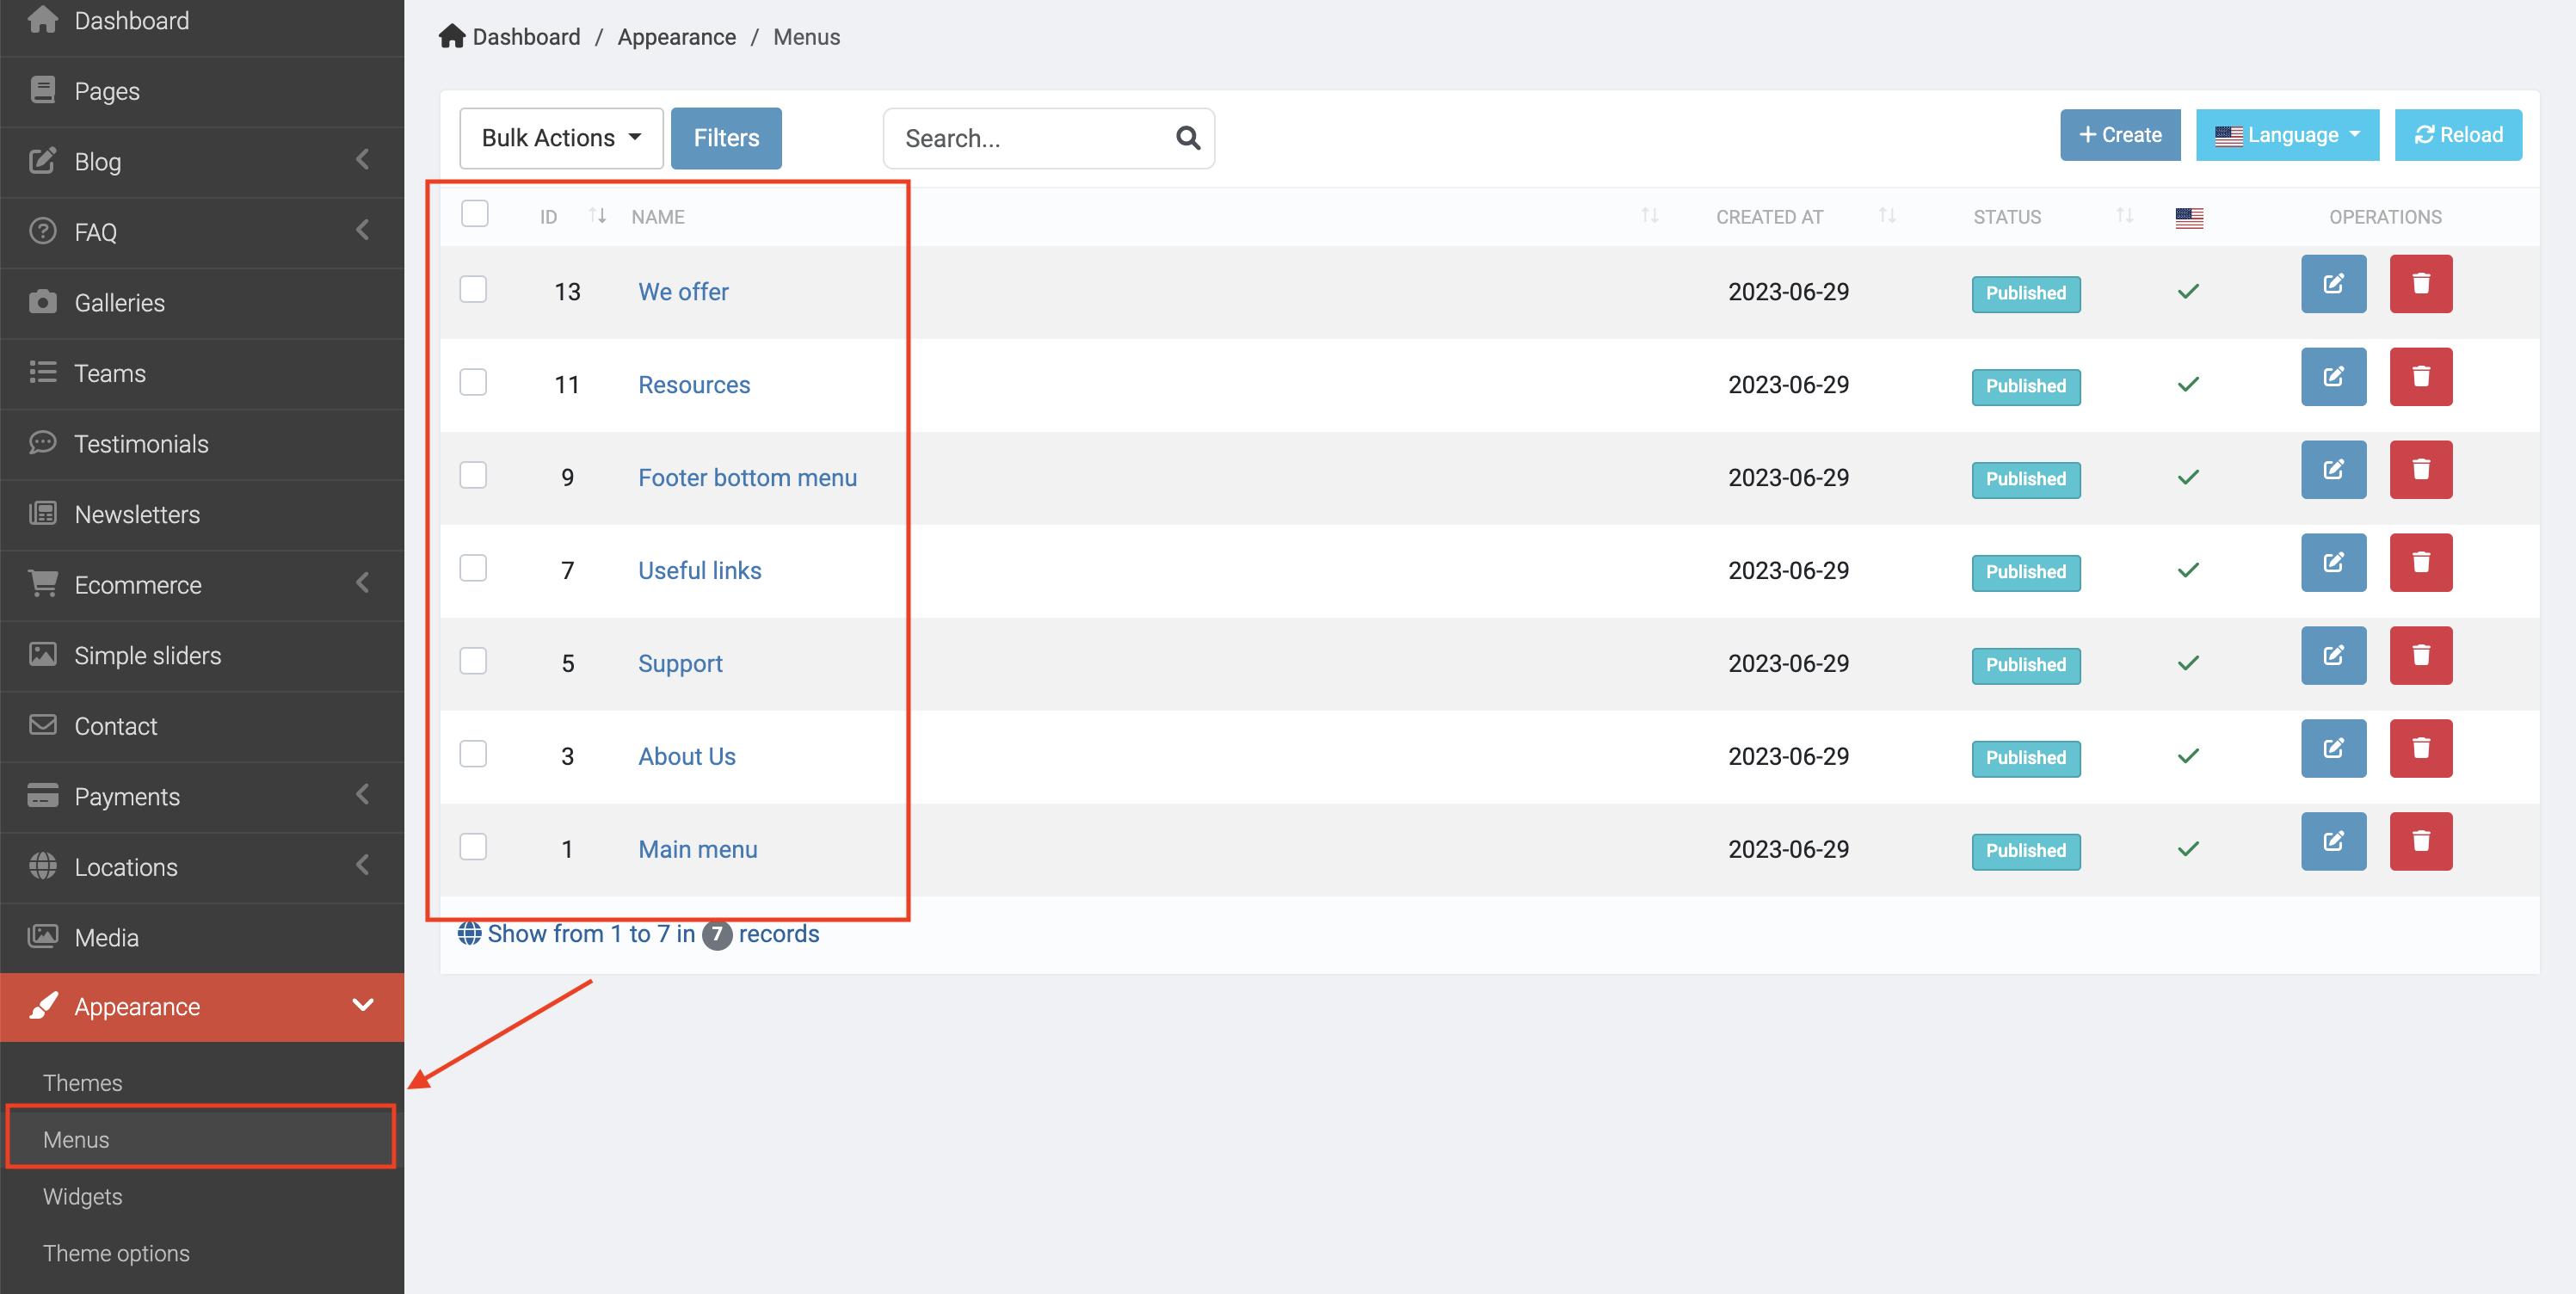 Dashboard
Pages
Blog
FAQ
Galleries
Teams
Testimonials
Newsletters
Ecommerce
Simple sliders
Contact
Payments
Locations
Media
Appearance
Themes
Menus
Widgets
Theme options
Dashboard / Appearance / Menus
Bulk Actions Filters Search... + Create Language Reload
ID NAME CREATED AT STATUS OPERATIONS
13 We offer 2023-06-29 Published
11 Resources 2023-06-29 Published
9 Footer bottom menu 2023-06-29 Published
7 Useful links 2023-06-29 Published
5 Support 2023-06-29 Published
3 About Us 2023-06-29 Published
1 Main menu 2023-06-29 Published
Show from 1 to 7 in 7 records